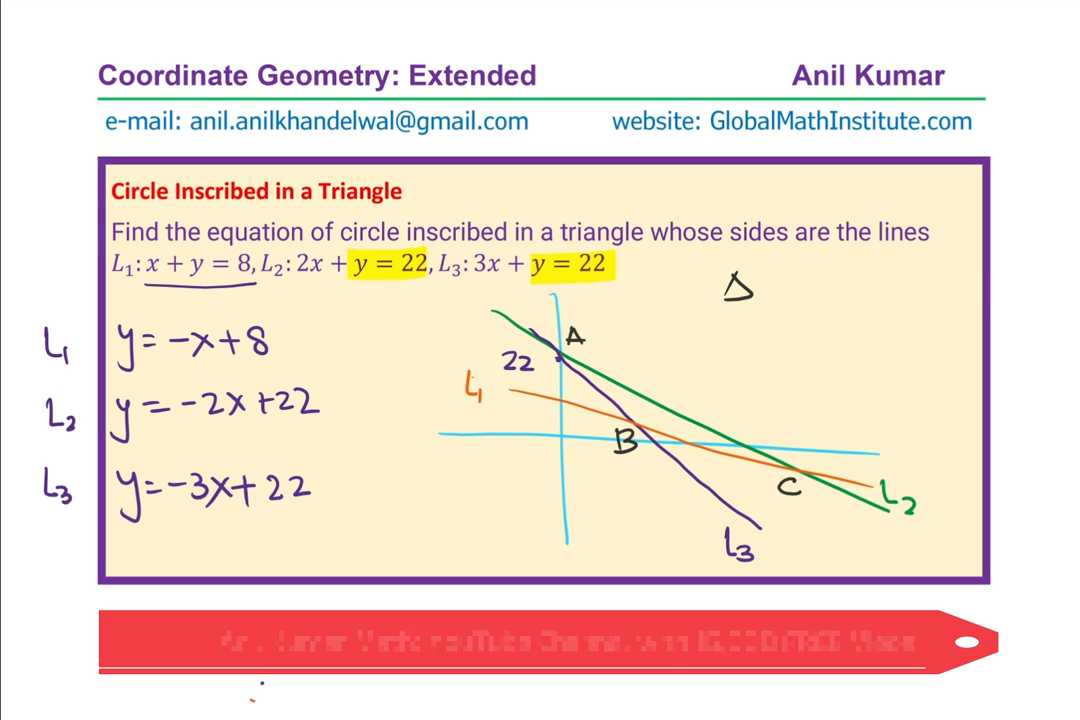 Coordinate Geometry: Extended Anil Kumar
e-mail: anil.anilkhandelwal@gmail.com website: GlobalMathInstitute.com
Circle Inscribed in a Triangle
Find the equation of circle inscribed in a triangle whose sides are the lines
L₁: x + y = 8, L₂: 2x + y = 22, L₃: 3x + y = 22
Δ
L₁ y = -x+8
L₂ y = -2x+22
L₃ y = -3x+22
A
22
L₁
B
C
L₂
L₃